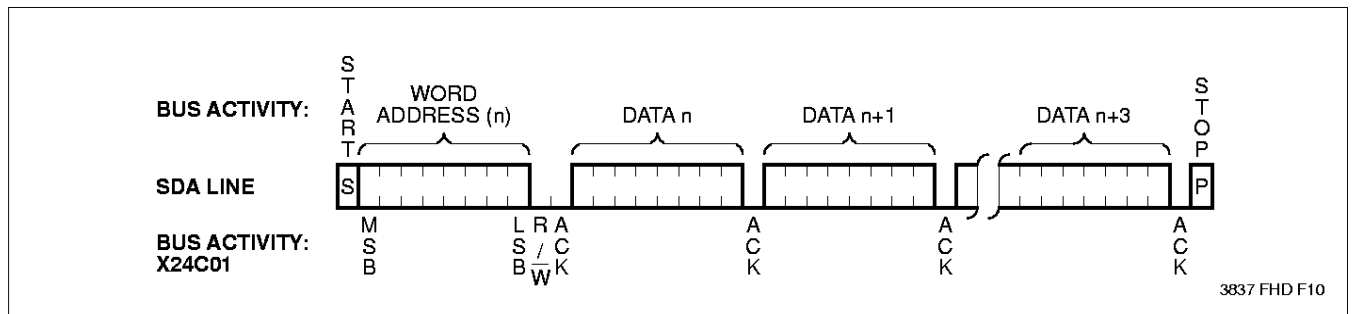 START
STOP
BUS ACTIVITY:
WORD
ADDRESS (n)
DATA n
DATA n+1
DATA n+3
SDA LINE
S
P
BUS ACTIVITY:
X24C01
MSB
LSB
R/W̅
ACK
ACK
ACK
ACK
3837 FHD F10